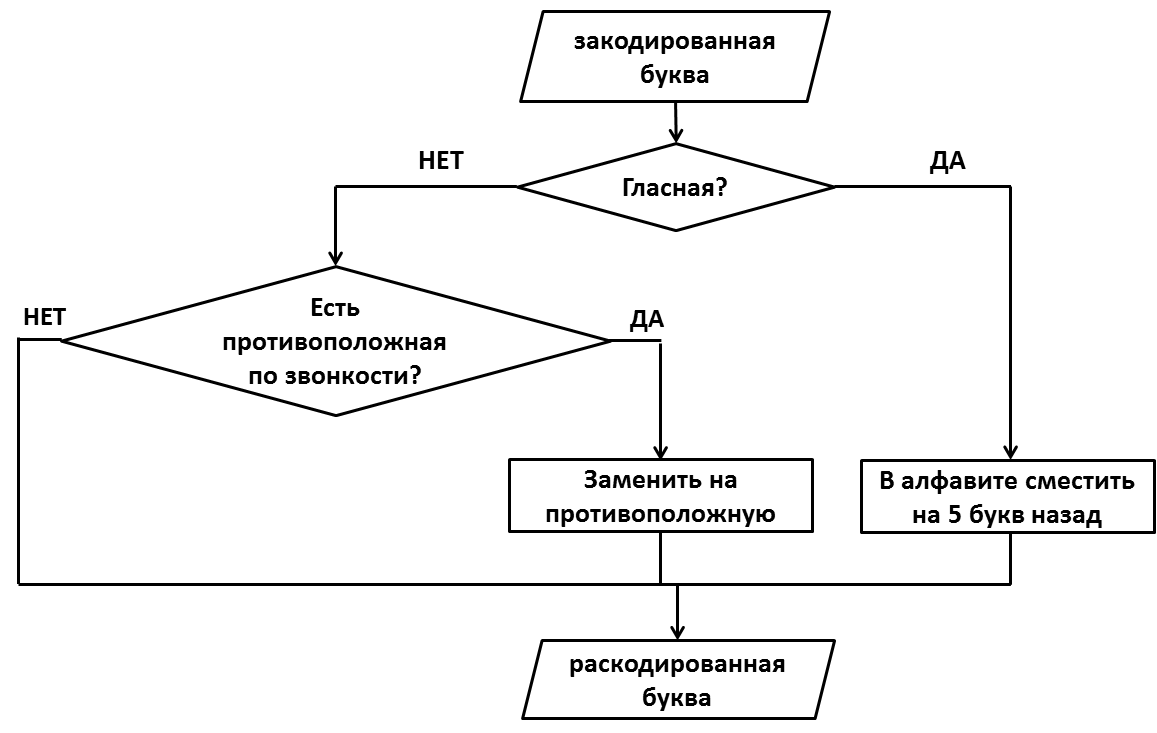 закодированная
буква
НЕТ
ДА
Гласная?
НЕТ
Есть
противоположная
по звонкости?
ДА
Заменить на
противоположную
В алфавите сместить
на 5 букв назад
раскодированная
буква